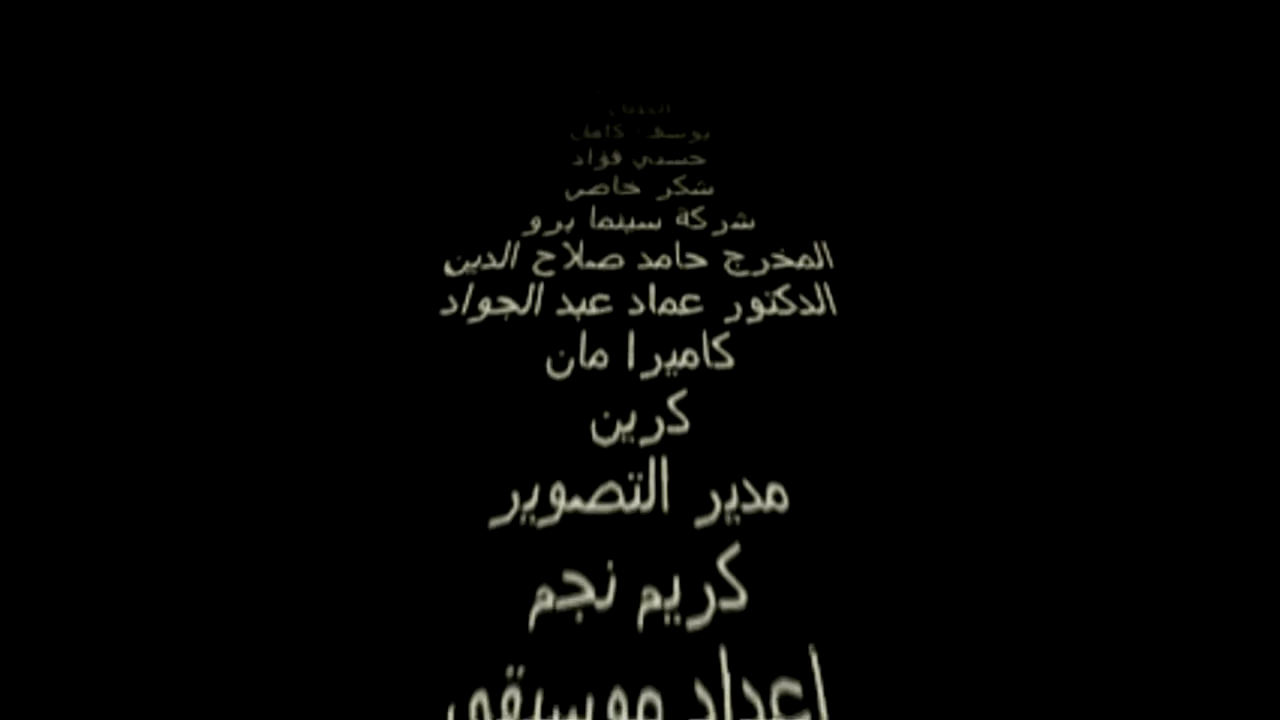 يوسف كامل
حسني فؤاد
شكر خاص
شركة سينما برو
المخرج حامد صلاح الدين
الدكتور عماد عبد الجواد
كاميرا مان
كرين
مدير التصوير
كريم نجم
إعداد موسيقى